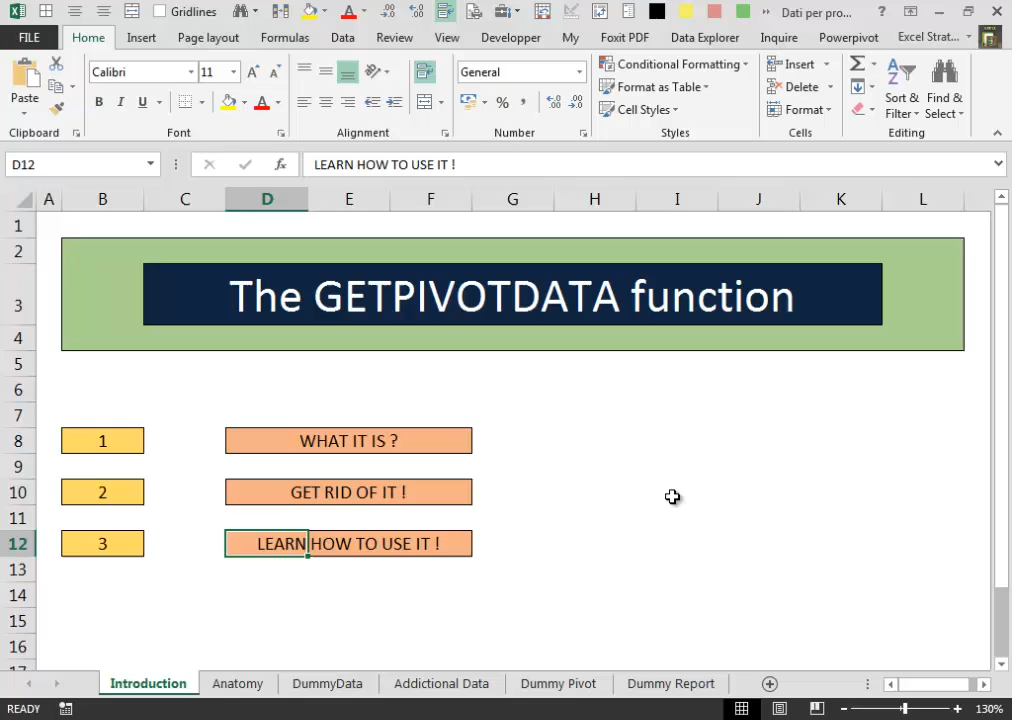 Gridlines
Dati per pro...
FILE
Home
Insert
Page layout
Formulas
Data
Review
View
Developer
My
Foxit PDF
Data Explorer
Inquire
Powerpivot
Excel Strat...
Paste
Clipboard
Calibri
11
Font
Alignment
General
Number
Conditional Formatting
Format as Table
Cell Styles
Styles
Insert
Delete
Format
Cells
Sort & Filter
Find & Select
Editing
D12
LEARN HOW TO USE IT !
A B C D E F G H I J K L
1
2
3
The GETPIVOTDATA function
4
5
6
7
8 1 WHAT IT IS ?
9
10 2 GET RID OF IT !
11
12 3 LEARN HOW TO USE IT !
13
14
15
16
17
Introduction Anatomy DummyData Addictional Data Dummy Pivot Dummy Report
READY
130%